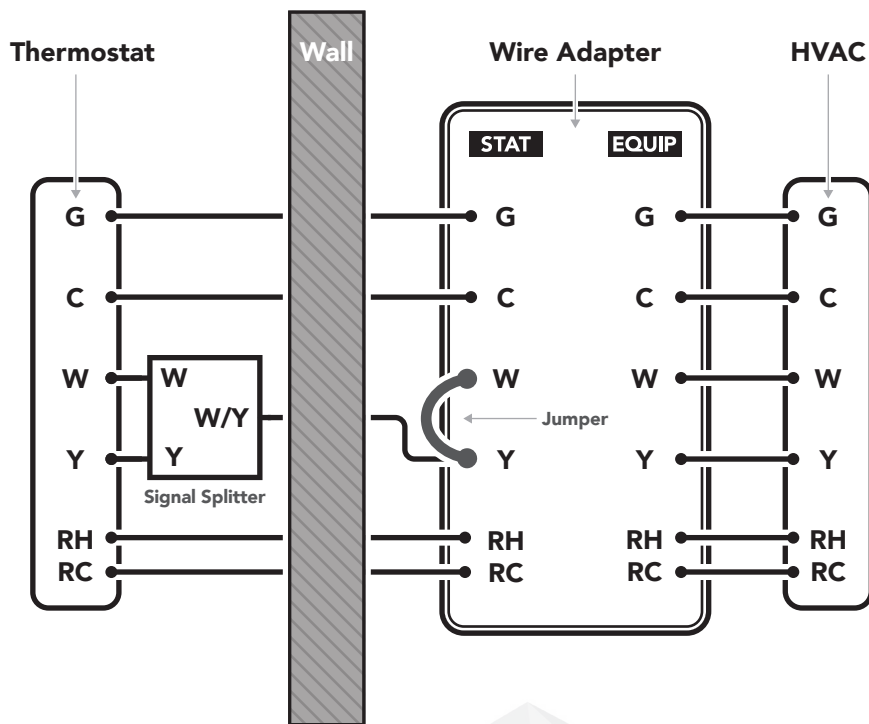 Thermostat Wall Wire Adapter HVAC
STAT EQUIP
G G G G
C C C C
W W W W W
W/Y Jumper
Y Y Y Y Y
Signal Splitter
RH RH RH RH
RC RC RC RC